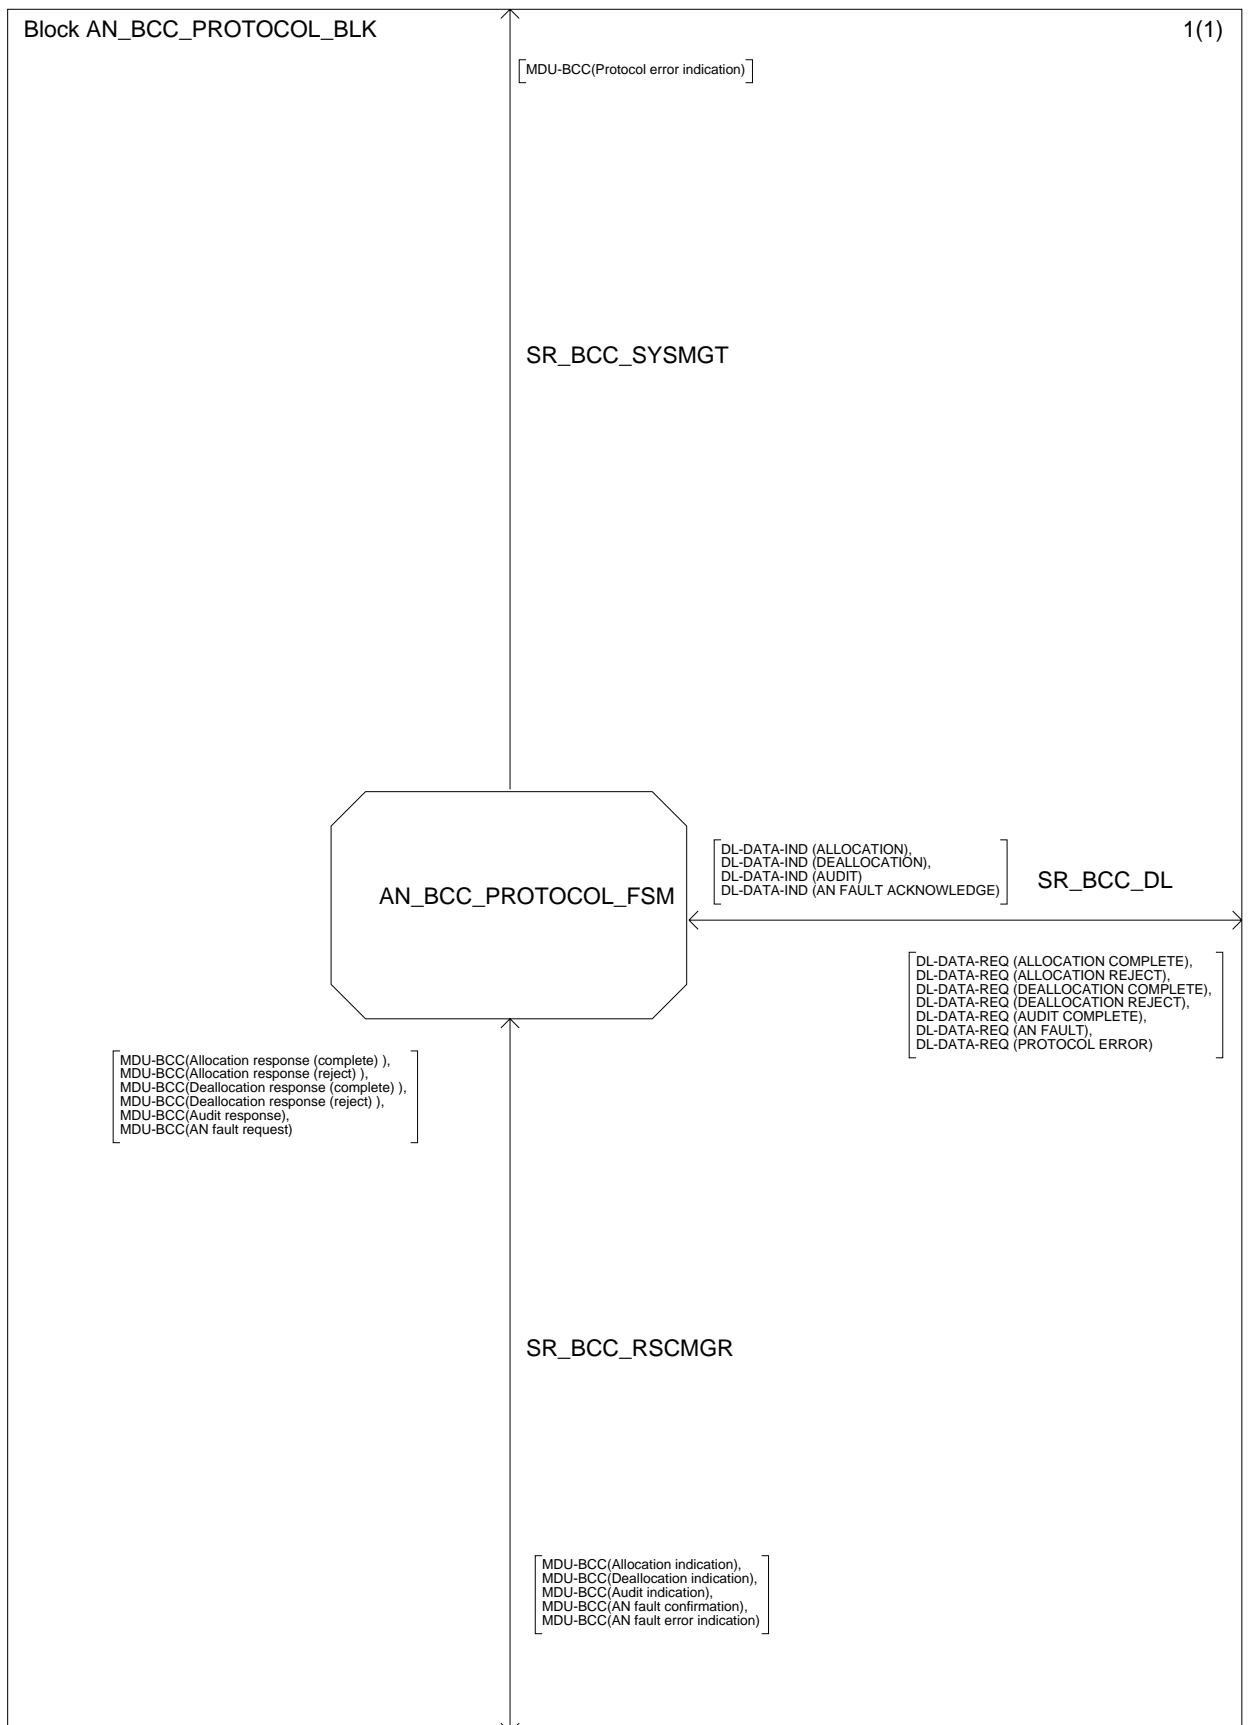 Block AN_BCC_PROTOCOL_BLK
1(1)
MDU-BCC(Protocol error indication)
SR_BCC_SYSMGT
AN_BCC_PROTOCOL_FSM
DL-DATA-IND (ALLOCATION),
DL-DATA-IND (DEALLOCATION),
DL-DATA-IND (AUDIT)
DL-DATA-IND (AN FAULT ACKNOWLEDGE)
SR_BCC_DL
DL-DATA-REQ (ALLOCATION COMPLETE),
DL-DATA-REQ (ALLOCATION REJECT),
DL-DATA-REQ (DEALLOCATION COMPLETE),
DL-DATA-REQ (DEALLOCATION REJECT),
DL-DATA-REQ (AUDIT COMPLETE),
DL-DATA-REQ (AN FAULT),
DL-DATA-REQ (PROTOCOL ERROR)
MDU-BCC(Allocation response (complete) ),
MDU-BCC(Allocation response (reject) ),
MDU-BCC(Deallocation response (complete) ),
MDU-BCC(Deallocation response (reject) ),
MDU-BCC(Audit response),
MDU-BCC(AN fault request)
SR_BCC_RSCMGR
MDU-BCC(Allocation indication),
MDU-BCC(Deallocation indication),
MDU-BCC(Audit indication),
MDU-BCC(AN fault confirmation),
MDU-BCC(AN fault error indication)